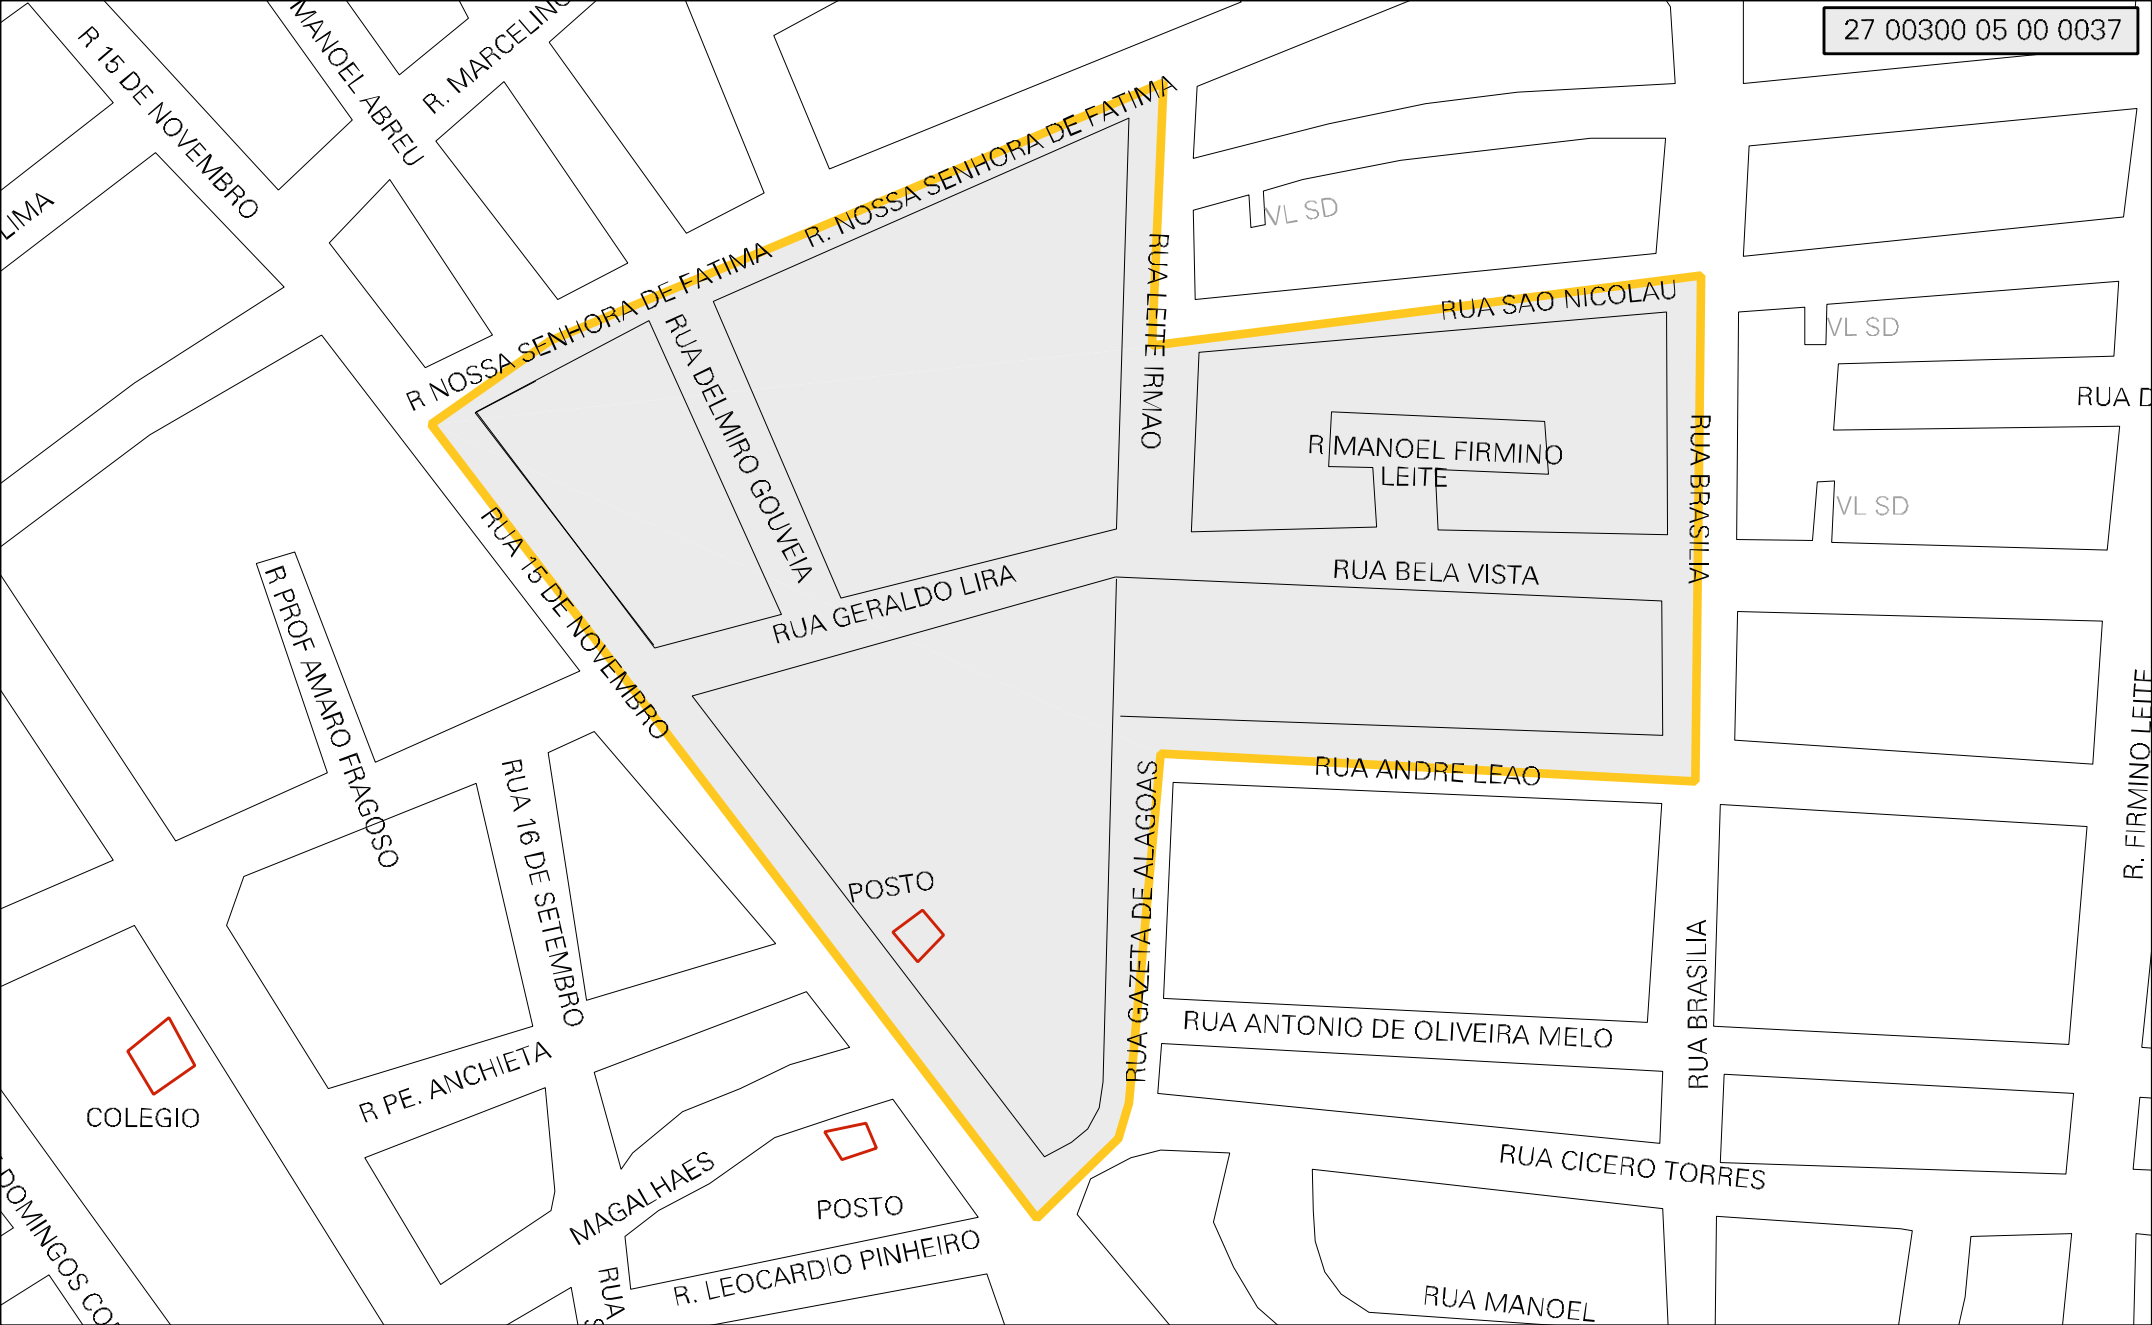 27 00300 05 00 0037
R 15 DE NOVEMBRO
MANOEL ABREU
R. MARCELINO
LIMA
R NOSSA SENHORA DE FATIMA
R. NOSSA SENHORA DE FATIMA
VL SD
RUA LEITE IRMAO
RUA SAO NICOLAU
VL SD
RUA DELMIRO GOUVEIA
RUA D
R MANOEL FIRMINO
LEITE
RUA BRASILIA
VL SD
RUA 15 DE NOVEMBRO
RUA GERALDO LIRA
RUA BELA VISTA
R PROF AMARO FRAGOSO
RUA 16 DE SETEMBRO
RUA ANDRE LEAO
R. FIRMINO LEITE
RUA GAZETA DE ALAGOAS
POSTO
RUA BRASILIA
RUA ANTONIO DE OLIVEIRA MELO
COLEGIO
R PE. ANCHIETA
RUA CICERO TORRES
MAGALHAES
POSTO
DOMINGOS CO
R. LEOCARDIO PINHEIRO
RUA
S
RUA MANOEL